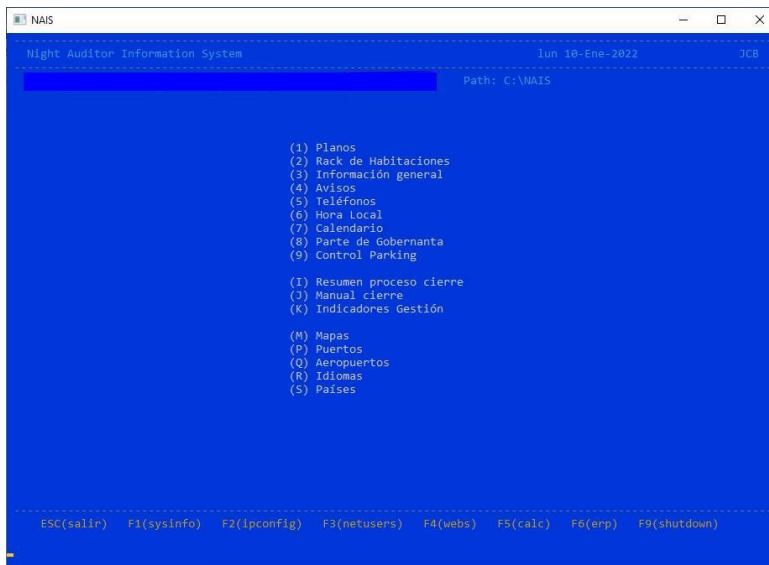 NAIS
Night Auditor Information System lun 10-Ene-2022 JCB
Path: C:\NAIS
(1) Planos
(2) Rack de Habitaciones
(3) Información general
(4) Avisos
(5) Teléfonos
(6) Hora Local
(7) Calendario
(8) Parte de Gobernanta
(9) Control Parking
(I) Resumen proceso cierre
(J) Manual cierre
(K) Indicadores Gestión
(M) Mapas
(P) Puertos
(Q) Aeropuertos
(R) Idiomas
(S) Países
ESC(salir) F1(sysinfo) F2(ipconfig) F3(netusers) F4(webs) F5(calc) F6(erp) F9(shutdown)